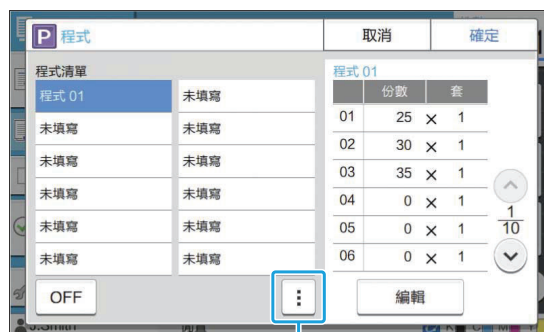 P 程式 取消 確定
程式清單
程式 01 未填寫
未填寫 未填寫
未填寫 未填寫
未填寫 未填寫
未填寫 未填寫
未填寫 未填寫
OFF
程式 01
份數 套
01 25 × 1
02 30 × 1
03 35 × 1
04 0 × 1
05 0 × 1
06 0 × 1
1
10
編輯
J.Smith